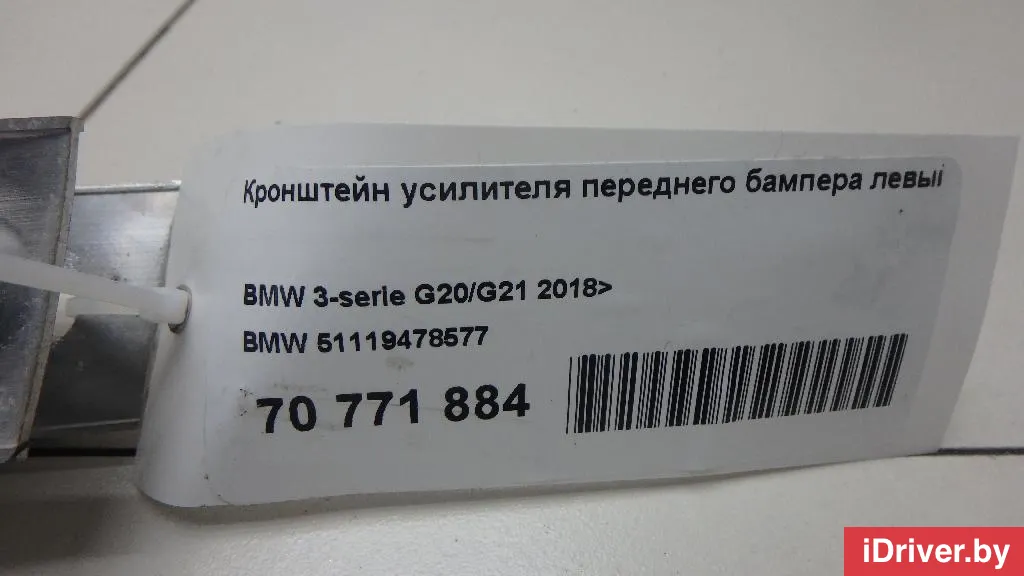 Кронштейн усилителя переднего бампера левый
BMW 3-serie G20/G21 2018>
BMW 51119478577
70 771 884
iDriver.by